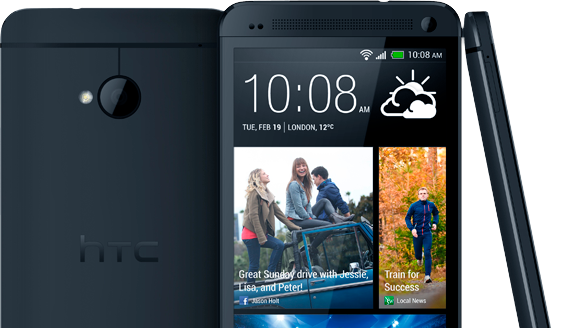 hTC
10:08 AM
10:08 AM
TUE, FEB 19 | LONDON, 12°C
Great Sunday drive with Jessie,
Lisa, and Peter!
Jason Holt
Train for
Success
Local News